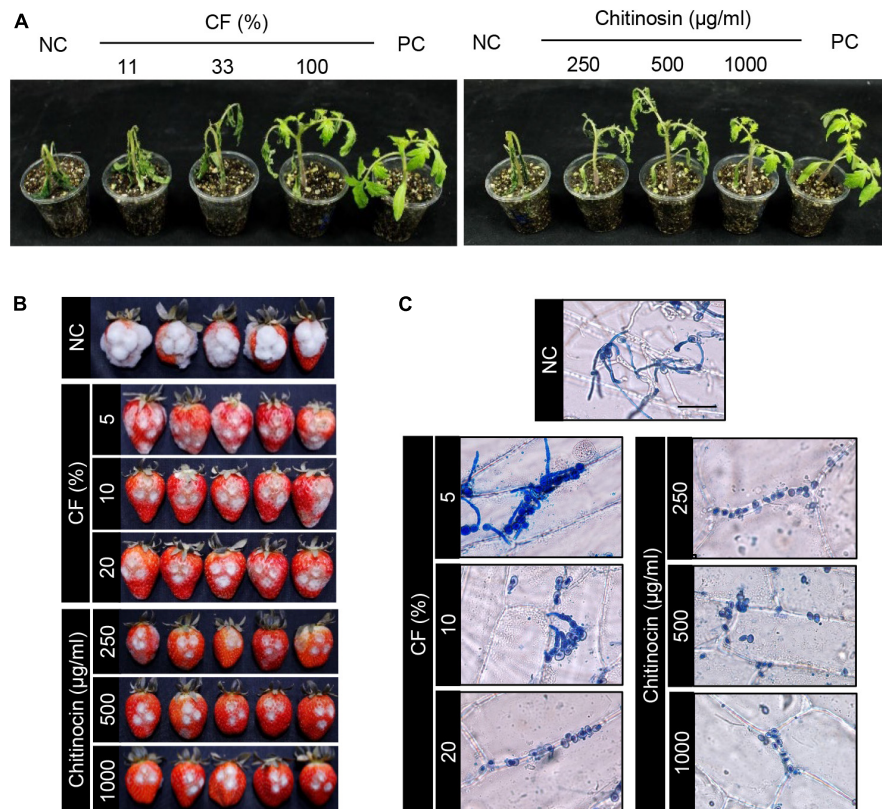 A
CF (%)
NC
PC
11 33 100
Chitinosin (µg/ml)
NC
PC
250 500 1000
B
NC
CF (%)
5
10
20
Chitinocin (µg/ml)
250
500
1000
C
NC
CF (%)
5
10
20
Chitinocin (µg/ml)
250
500
1000